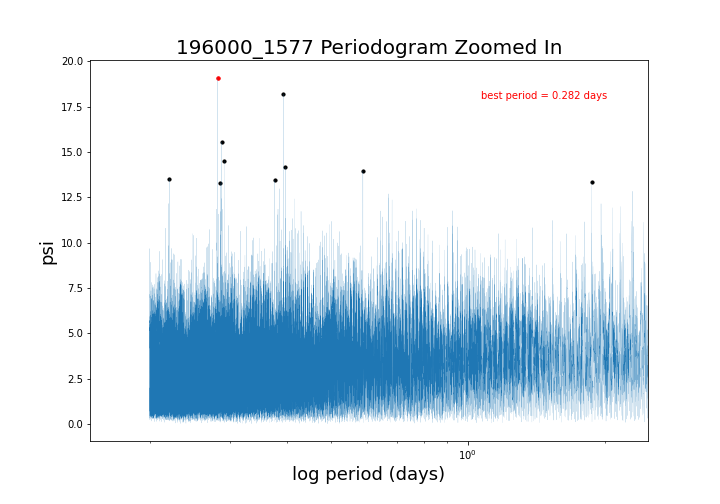 196000_1577 Periodogram Zoomed In
best period = 0.282 days
psi
20.0
17.5
15.0
12.5
10.0
7.5
5.0
2.5
0.0
10⁰
log period (days)